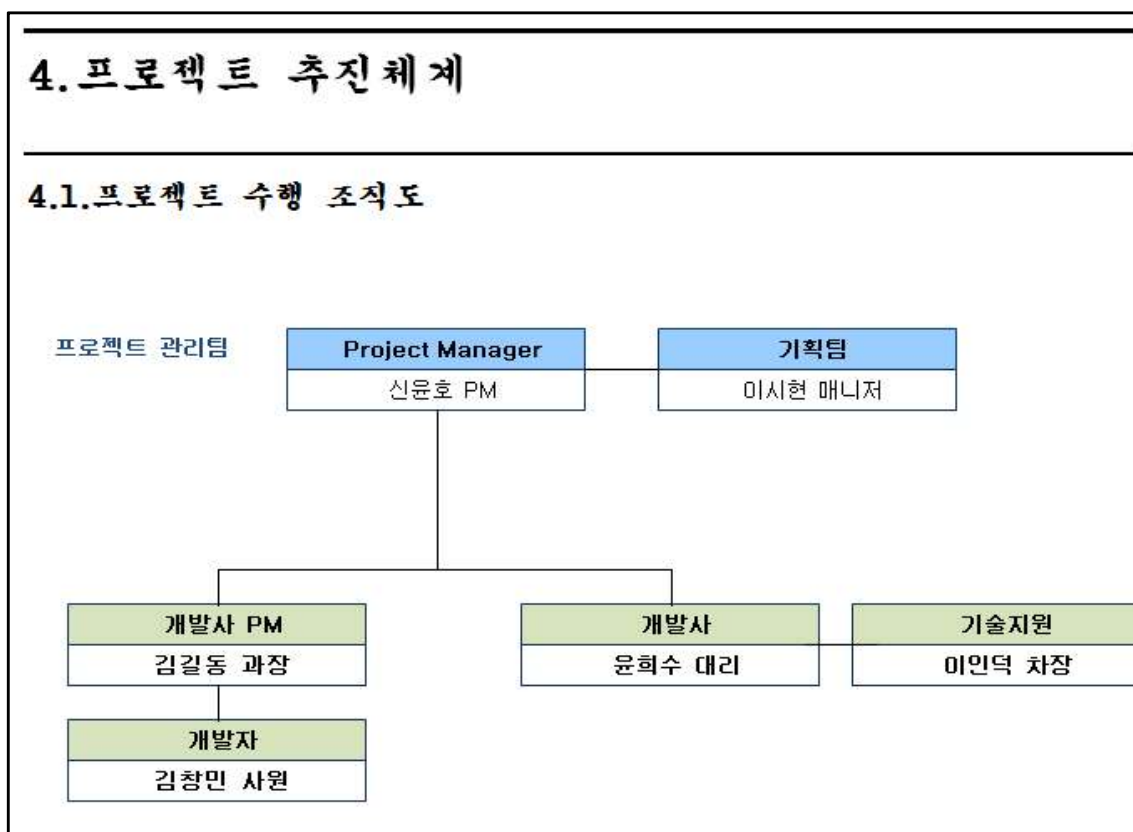 4.프로젝트 추진체계
4.1.프로젝트 수행 조직도
프로젝트 관리팀
Project Manager
신윤호 PM
기획팀
이시현 매니저
개발사 PM
김길동 과장
개발사
윤희수 대리
기술지원
이인덕 차장
개발자
김창민 사원